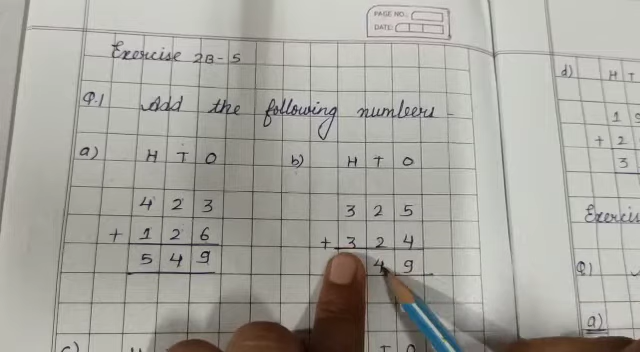 PAGE NO.:
DATE:
Exercise 2B-5
Q.1 Add the following numbers.
a) H T O
4 2 3
+ 1 2 6
5 4 9
b) H T O
3 2 5
+ 3 2 4
4 9
c) H
T O
d) H T
1
+ 2
3
Q)
a)